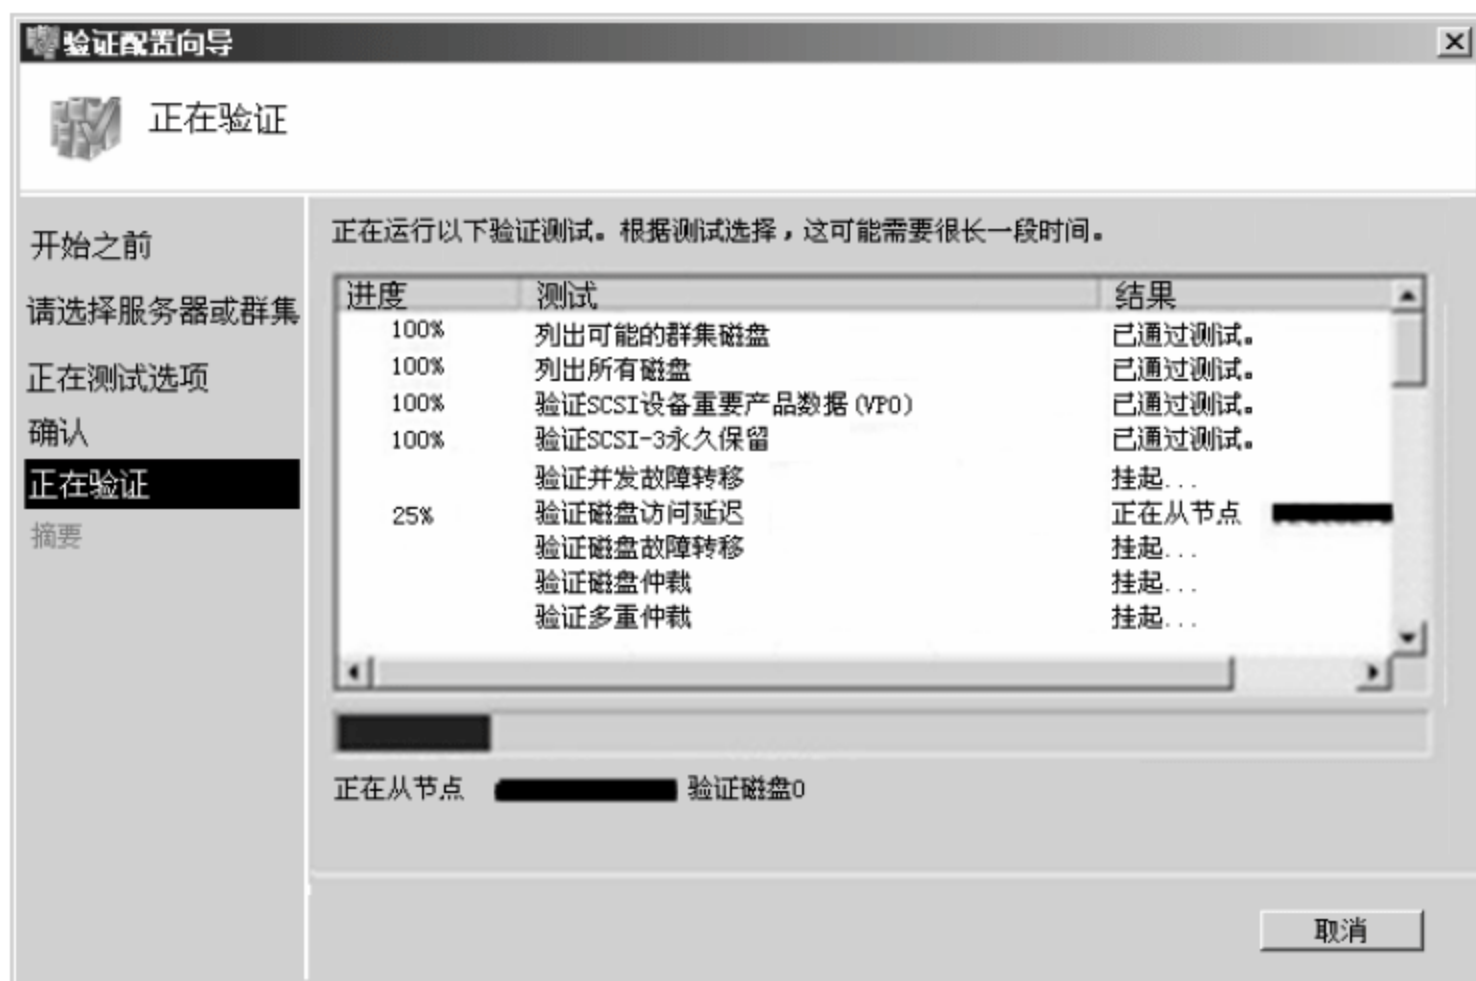 验证配置向导
正在验证
开始之前
请选择服务器或群集
正在测试选项
确认
正在验证
摘要
正在运行以下验证测试。根据测试选择，这可能需要很长一段时间。
进度 测试 结果
100% 列出可能的群集磁盘 已通过测试。
100% 列出所有磁盘 已通过测试。
100% 验证SCSI设备重要产品数据(VPO) 已通过测试。
100% 验证SCSI-3永久保留 已通过测试。
验证并发故障转移 挂起...
25% 验证磁盘访问延迟 正在从节点
验证磁盘故障转移 挂起...
验证磁盘仲裁 挂起...
验证多重仲裁 挂起...
正在从节点 验证磁盘0
取消